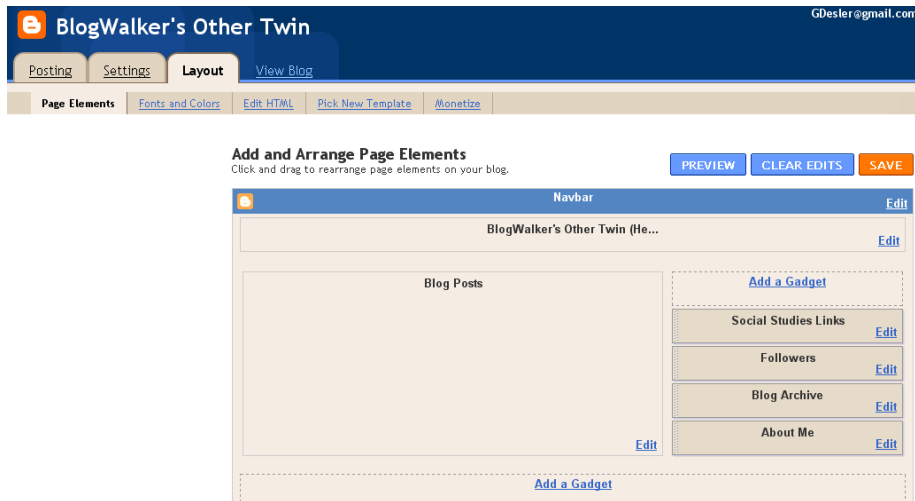 GDesler@gmail.com
BlogWalker's Other Twin
Posting Settings Layout View Blog
Page Elements Fonts and Colors Edit HTML Pick New Template Monetize
Add and Arrange Page Elements
Click and drag to rearrange page elements on your blog.
PREVIEW CLEAR EDITS SAVE
Navbar
Edit
BlogWalker's Other Twin (He...
Edit
Blog Posts
Edit
Add a Gadget
Social Studies Links
Edit
Followers
Edit
Blog Archive
Edit
About Me
Edit
Add a Gadget